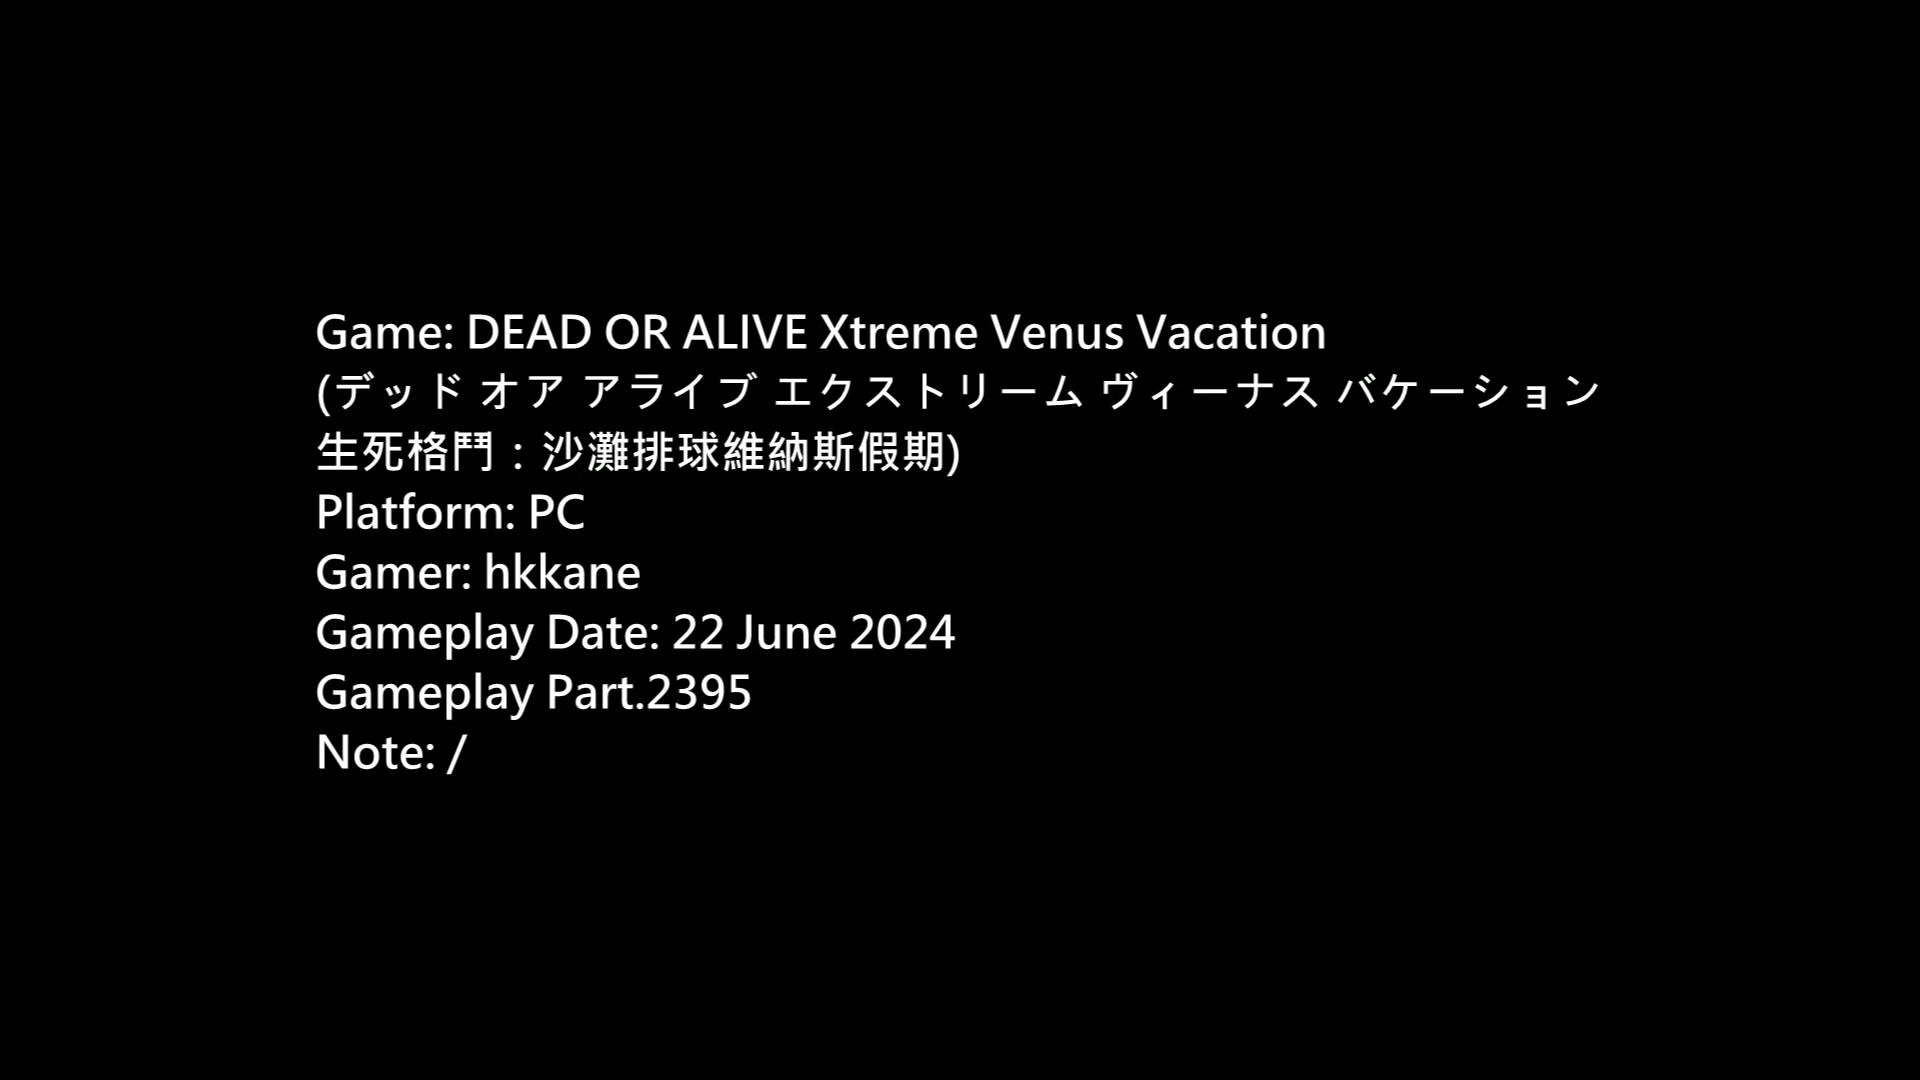 Game: DEAD OR ALIVE Xtreme Venus Vacation
(デッド オア アライブ エクストリーム ヴィーナス バケーション
生死格鬥：沙灘排球維納斯假期)
Platform: PC
Gamer: hkkane
Gameplay Date: 22 June 2024
Gameplay Part.2395
Note: /